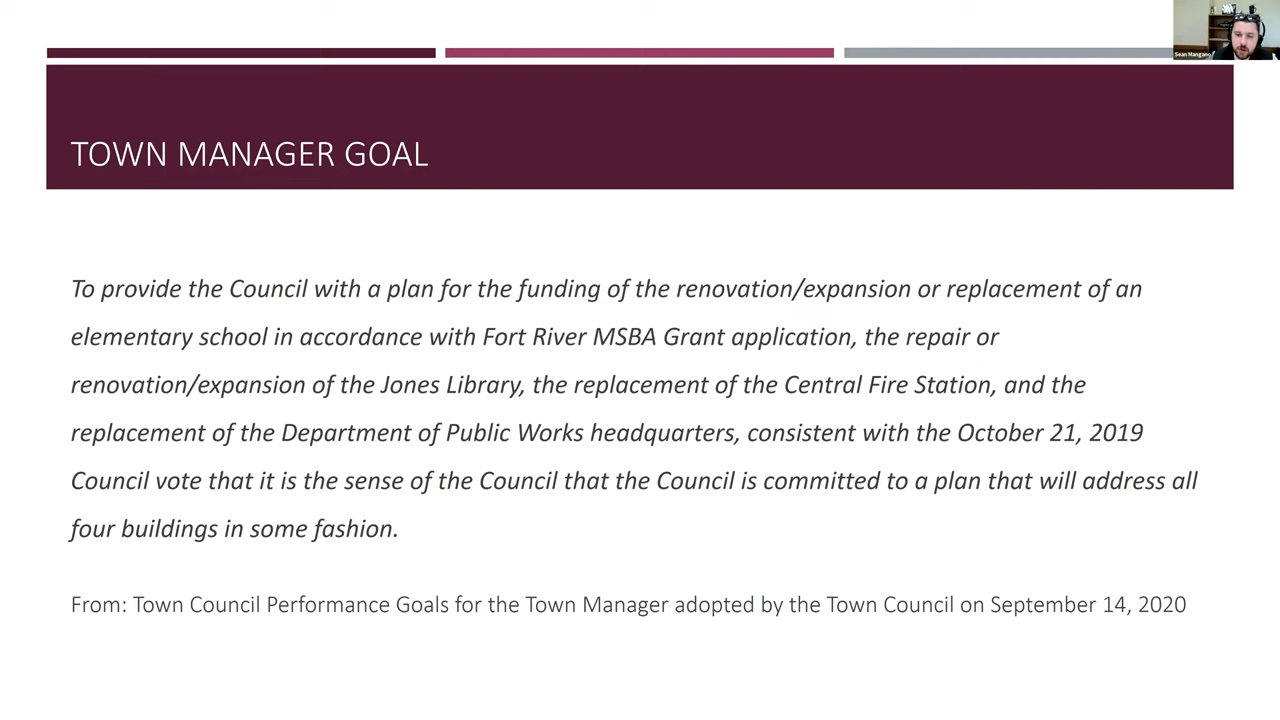 Sean Mangano
TOWN MANAGER GOAL
To provide the Council with a plan for the funding of the renovation/expansion or replacement of an
elementary school in accordance with Fort River MSBA Grant application, the repair or
renovation/expansion of the Jones Library, the replacement of the Central Fire Station, and the
replacement of the Department of Public Works headquarters, consistent with the October 21, 2019
Council vote that it is the sense of the Council that the Council is committed to a plan that will address all
four buildings in some fashion.
From: Town Council Performance Goals for the Town Manager adopted by the Town Council on September 14, 2020